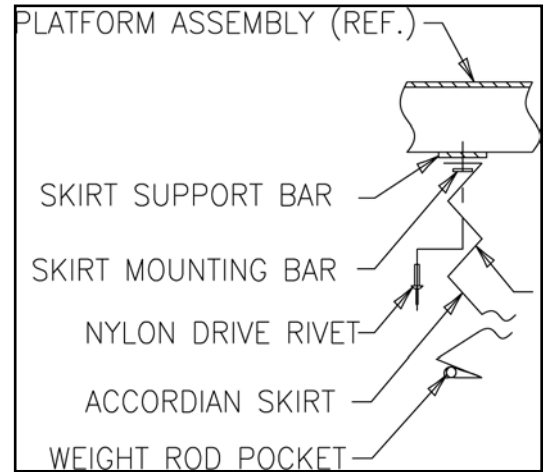 PLATFORM ASSEMBLY (REF.)
SKIRT SUPPORT BAR
SKIRT MOUNTING BAR
NYLON DRIVE RIVET
ACCORDIAN SKIRT
WEIGHT ROD POCKET